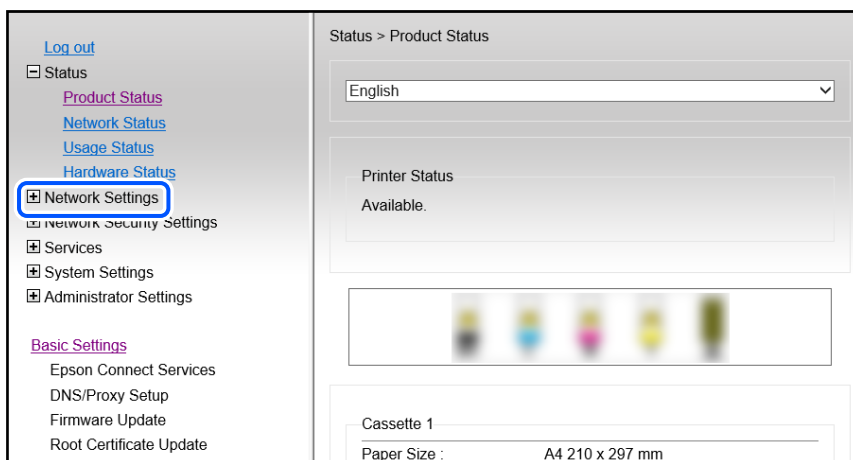 Log out
Status
Product Status
Network Status
Usage Status
Hardware Status
Network Settings
Network Security Settings
Services
System Settings
Administrator Settings
Basic Settings
Epson Connect Services
DNS/Proxy Setup
Firmware Update
Root Certificate Update
Status > Product Status
English
Printer Status
Available.
Cassette 1
Paper Size : A4 210 x 297 mm